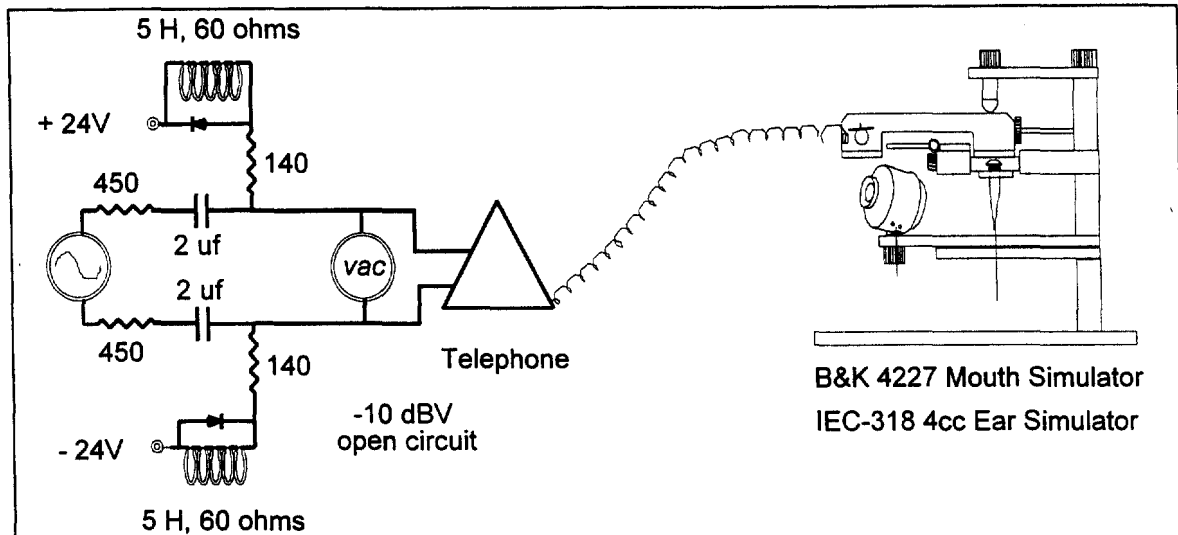 5 H, 60 ohms
+ 24V
140
450
2 uf
vac
2 uf
450
140
Telephone
- 24V
-10 dBV
open circuit
5 H, 60 ohms
B&K 4227 Mouth Simulator
IEC-318 4cc Ear Simulator